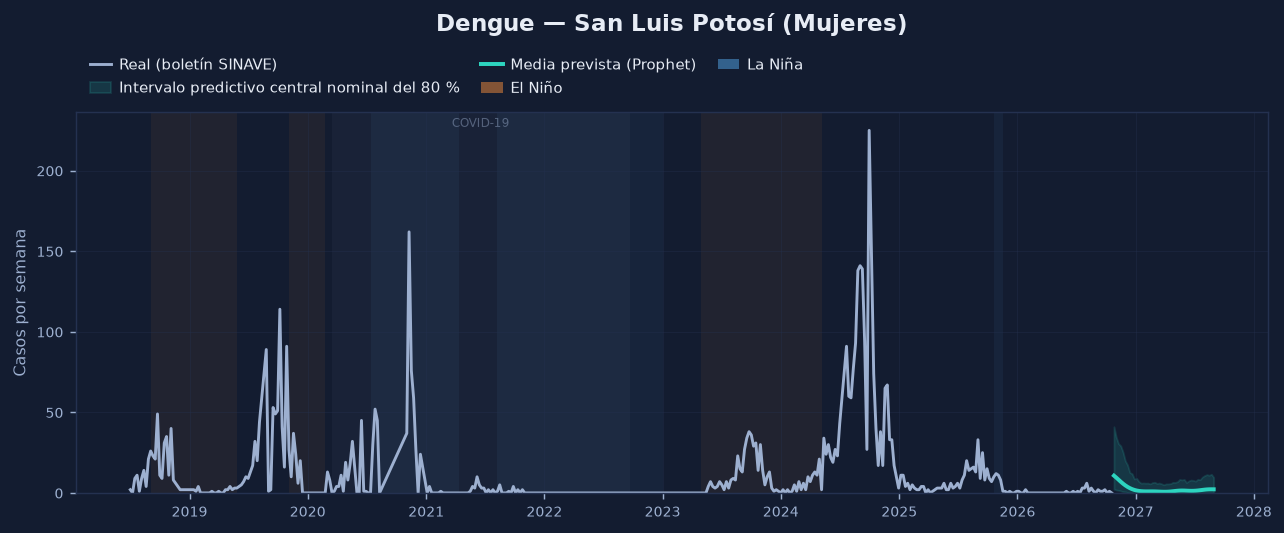 Dengue — San Luis Potosí (Mujeres)
Real (boletín SINAVE)
Media prevista (Prophet)
La Niña
Intervalo predictivo central nominal del 80 %
El Niño
COVID-19
Casos por semana
200
150
100
50
0
2019
2020
2021
2022
2023
2024
2025
2026
2027
2028